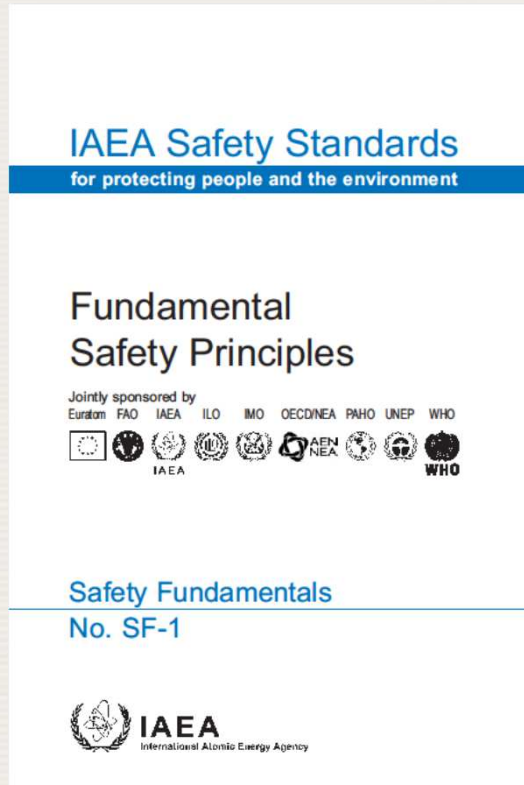 IAEA Safety Standards
for protecting people and the environment
Fundamental
Safety Principles
Jointly sponsored by
Euratom FAO IAEA ILO IMO OECD/NEA PAHO UNEP WHO
AEN
NEA
IAEA
WHO
Safety Fundamentals
No. SF-1
IAEA
International Atomic Energy Agency